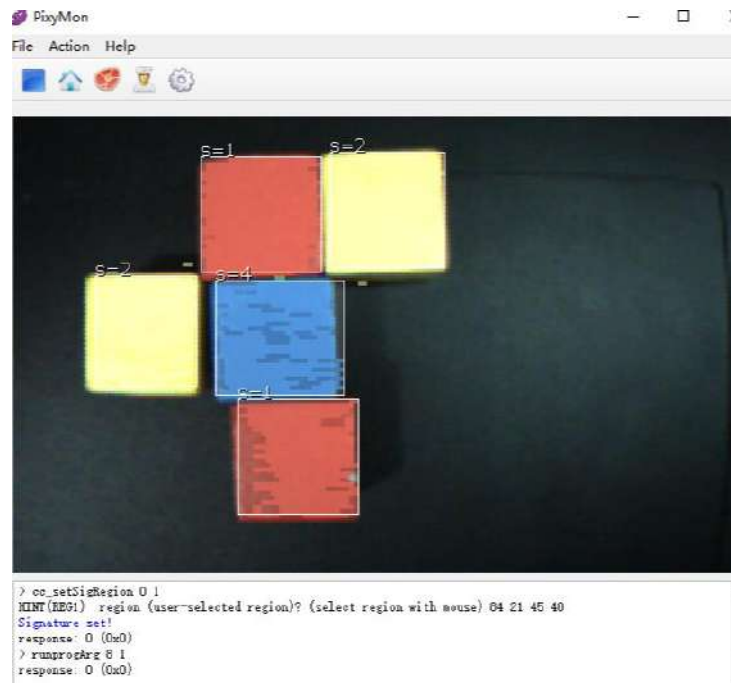 PixyMon
File Action Help
s=1
s=2
s=2
s=4
s=1
> cc_setSigRegion 0 1
HINT(REG1) region (user-selected region)? (select region with mouse) 84 21 45 40
Signature set!
response: 0 (0x0)
> runprogArg 8 1
response: 0 (0x0)